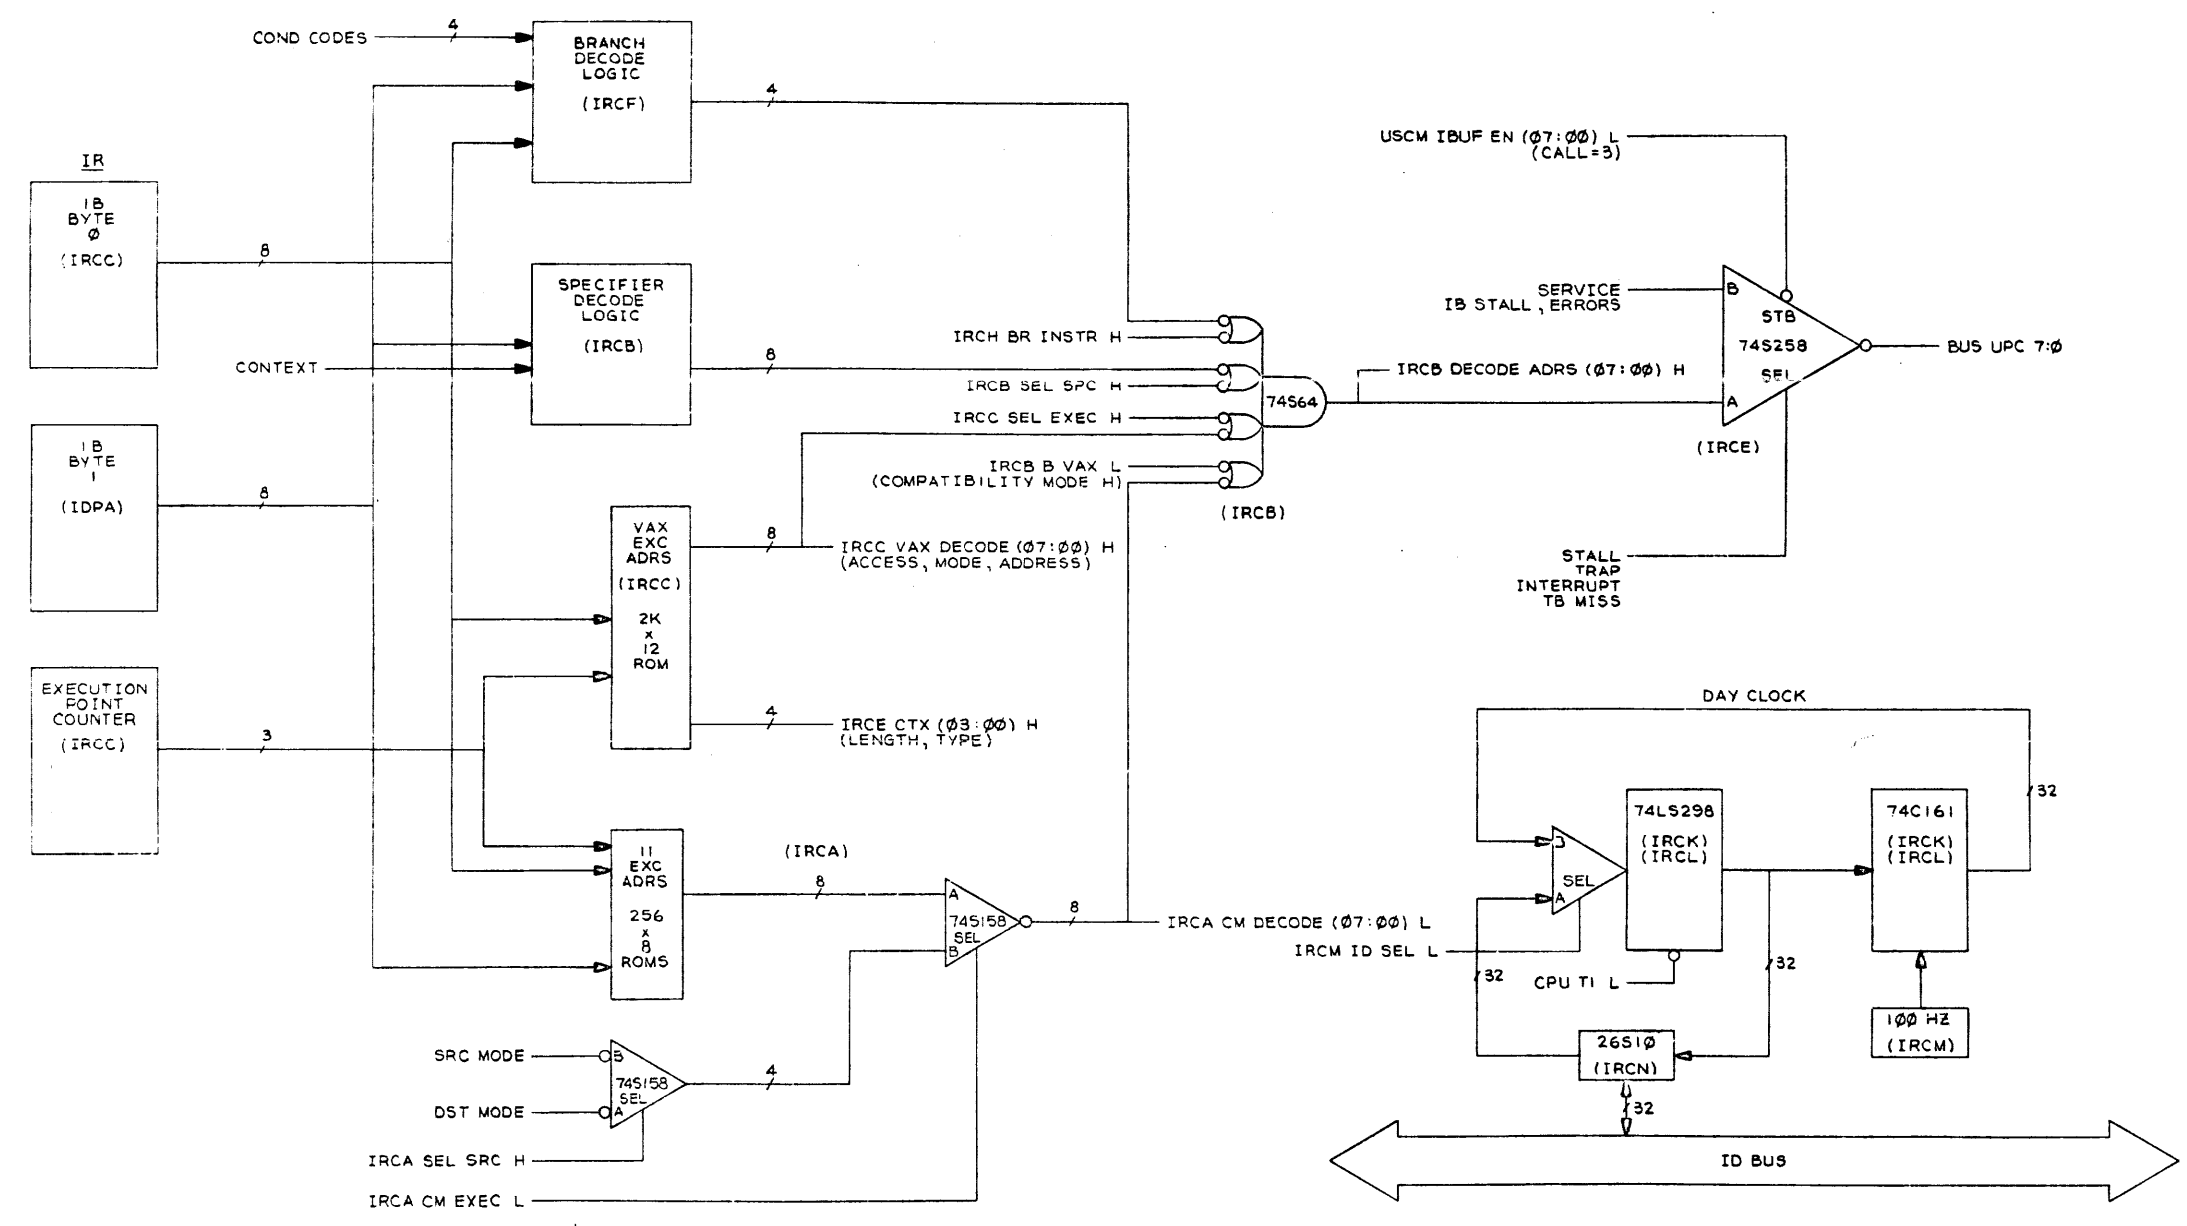 COND CODES
4
BRANCH
DECODE
LOGIC
(IRCF)
4
IR
IB
BYTE
Ø
(IRCC)
8
SPECIFIER
DECODE
LOGIC
(IRCB)
CONTEXT
8
IB
BYTE
1
(IDPA)
8
EXECUTION
POINT
COUNTER
(IRCC)
3
VAX
EXC
ADRS
(IRCC)
2K
x
12
ROM
8
IRCC VAX DECODE (Ø7:ØØ) H
(ACCESS, MODE, ADDRESS)
4
IRCE CTX (Ø3:ØØ) H
(LENGTH, TYPE)
11
EXC
ADRS
256
x
8
ROMS
(IRCA)
8
A
74S158
SEL
B
8
IRCA CM DECODE (Ø7:ØØ) L
SRC MODE
DST MODE
B
74S158
SEL
A
4
IRCA SEL SRC H
IRCA CM EXEC L
IRCH BR INSTR H
IRCB SEL SPC H
IRCC SEL EXEC H
IRCB B VAX L
(COMPATIBILITY MODE H)
74S64
(IRCB)
IRCB DECODE ADRS (Ø7:ØØ) H
USCM IBUF EN (Ø7:ØØ) L
(CALL=3)
SERVICE
IB STALL, ERRORS
B
STB
74S258
SEL
A
(IRCE)
BUS UPC 7:Ø
STALL
TRAP
INTERRUPT
TB MISS
DAY CLOCK
B
SEL
A
74LS298
(IRCK)
(IRCL)
74C161
(IRCK)
(IRCL)
32
IRCM ID SEL L
32
CPU T1 L
32
26S1Ø
(IRCN)
1ØØ HZ
(IRCM)
32
ID BUS